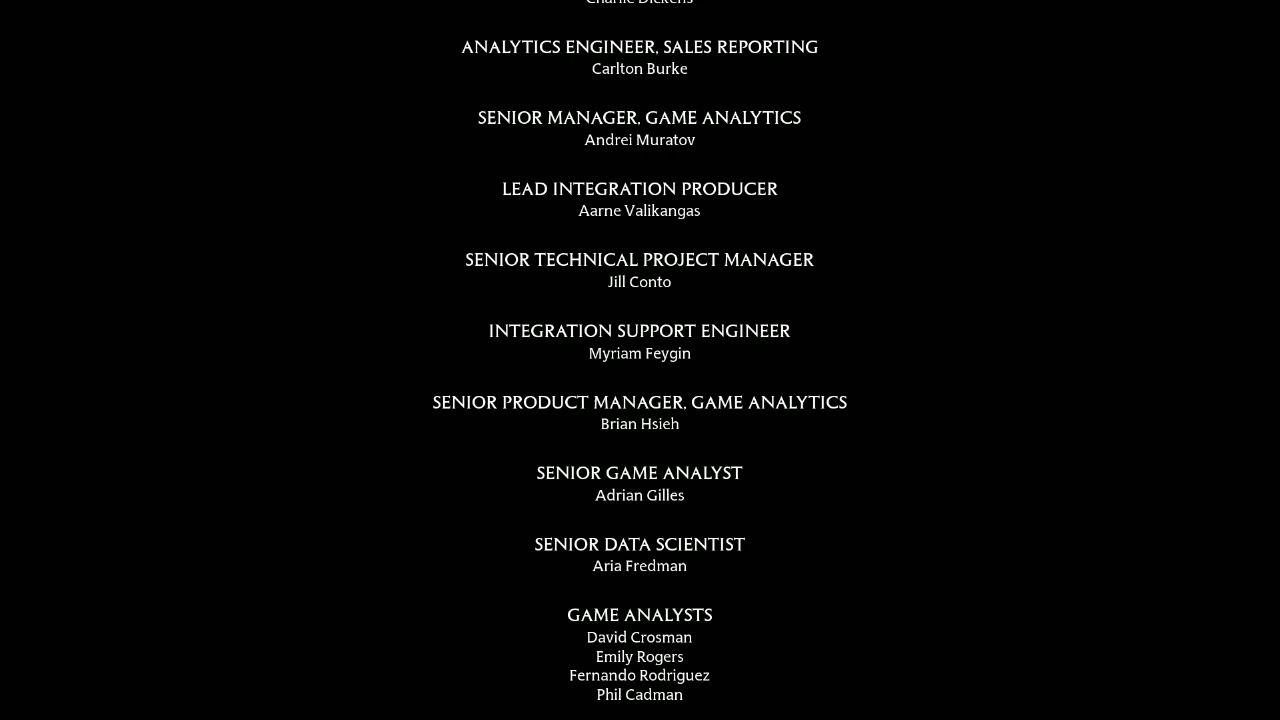 Charlie Dickens
ANALYTICS ENGINEER, SALES REPORTING
Carlton Burke
SENIOR MANAGER, GAME ANALYTICS
Andrei Muratov
LEAD INTEGRATION PRODUCER
Aarne Valikangas
SENIOR TECHNICAL PROJECT MANAGER
Jill Conto
INTEGRATION SUPPORT ENGINEER
Myriam Feygin
SENIOR PRODUCT MANAGER, GAME ANALYTICS
Brian Hsieh
SENIOR GAME ANALYST
Adrian Gilles
SENIOR DATA SCIENTIST
Aria Fredman
GAME ANALYSTS
David Crosman
Emily Rogers
Fernando Rodriguez
Phil Cadman